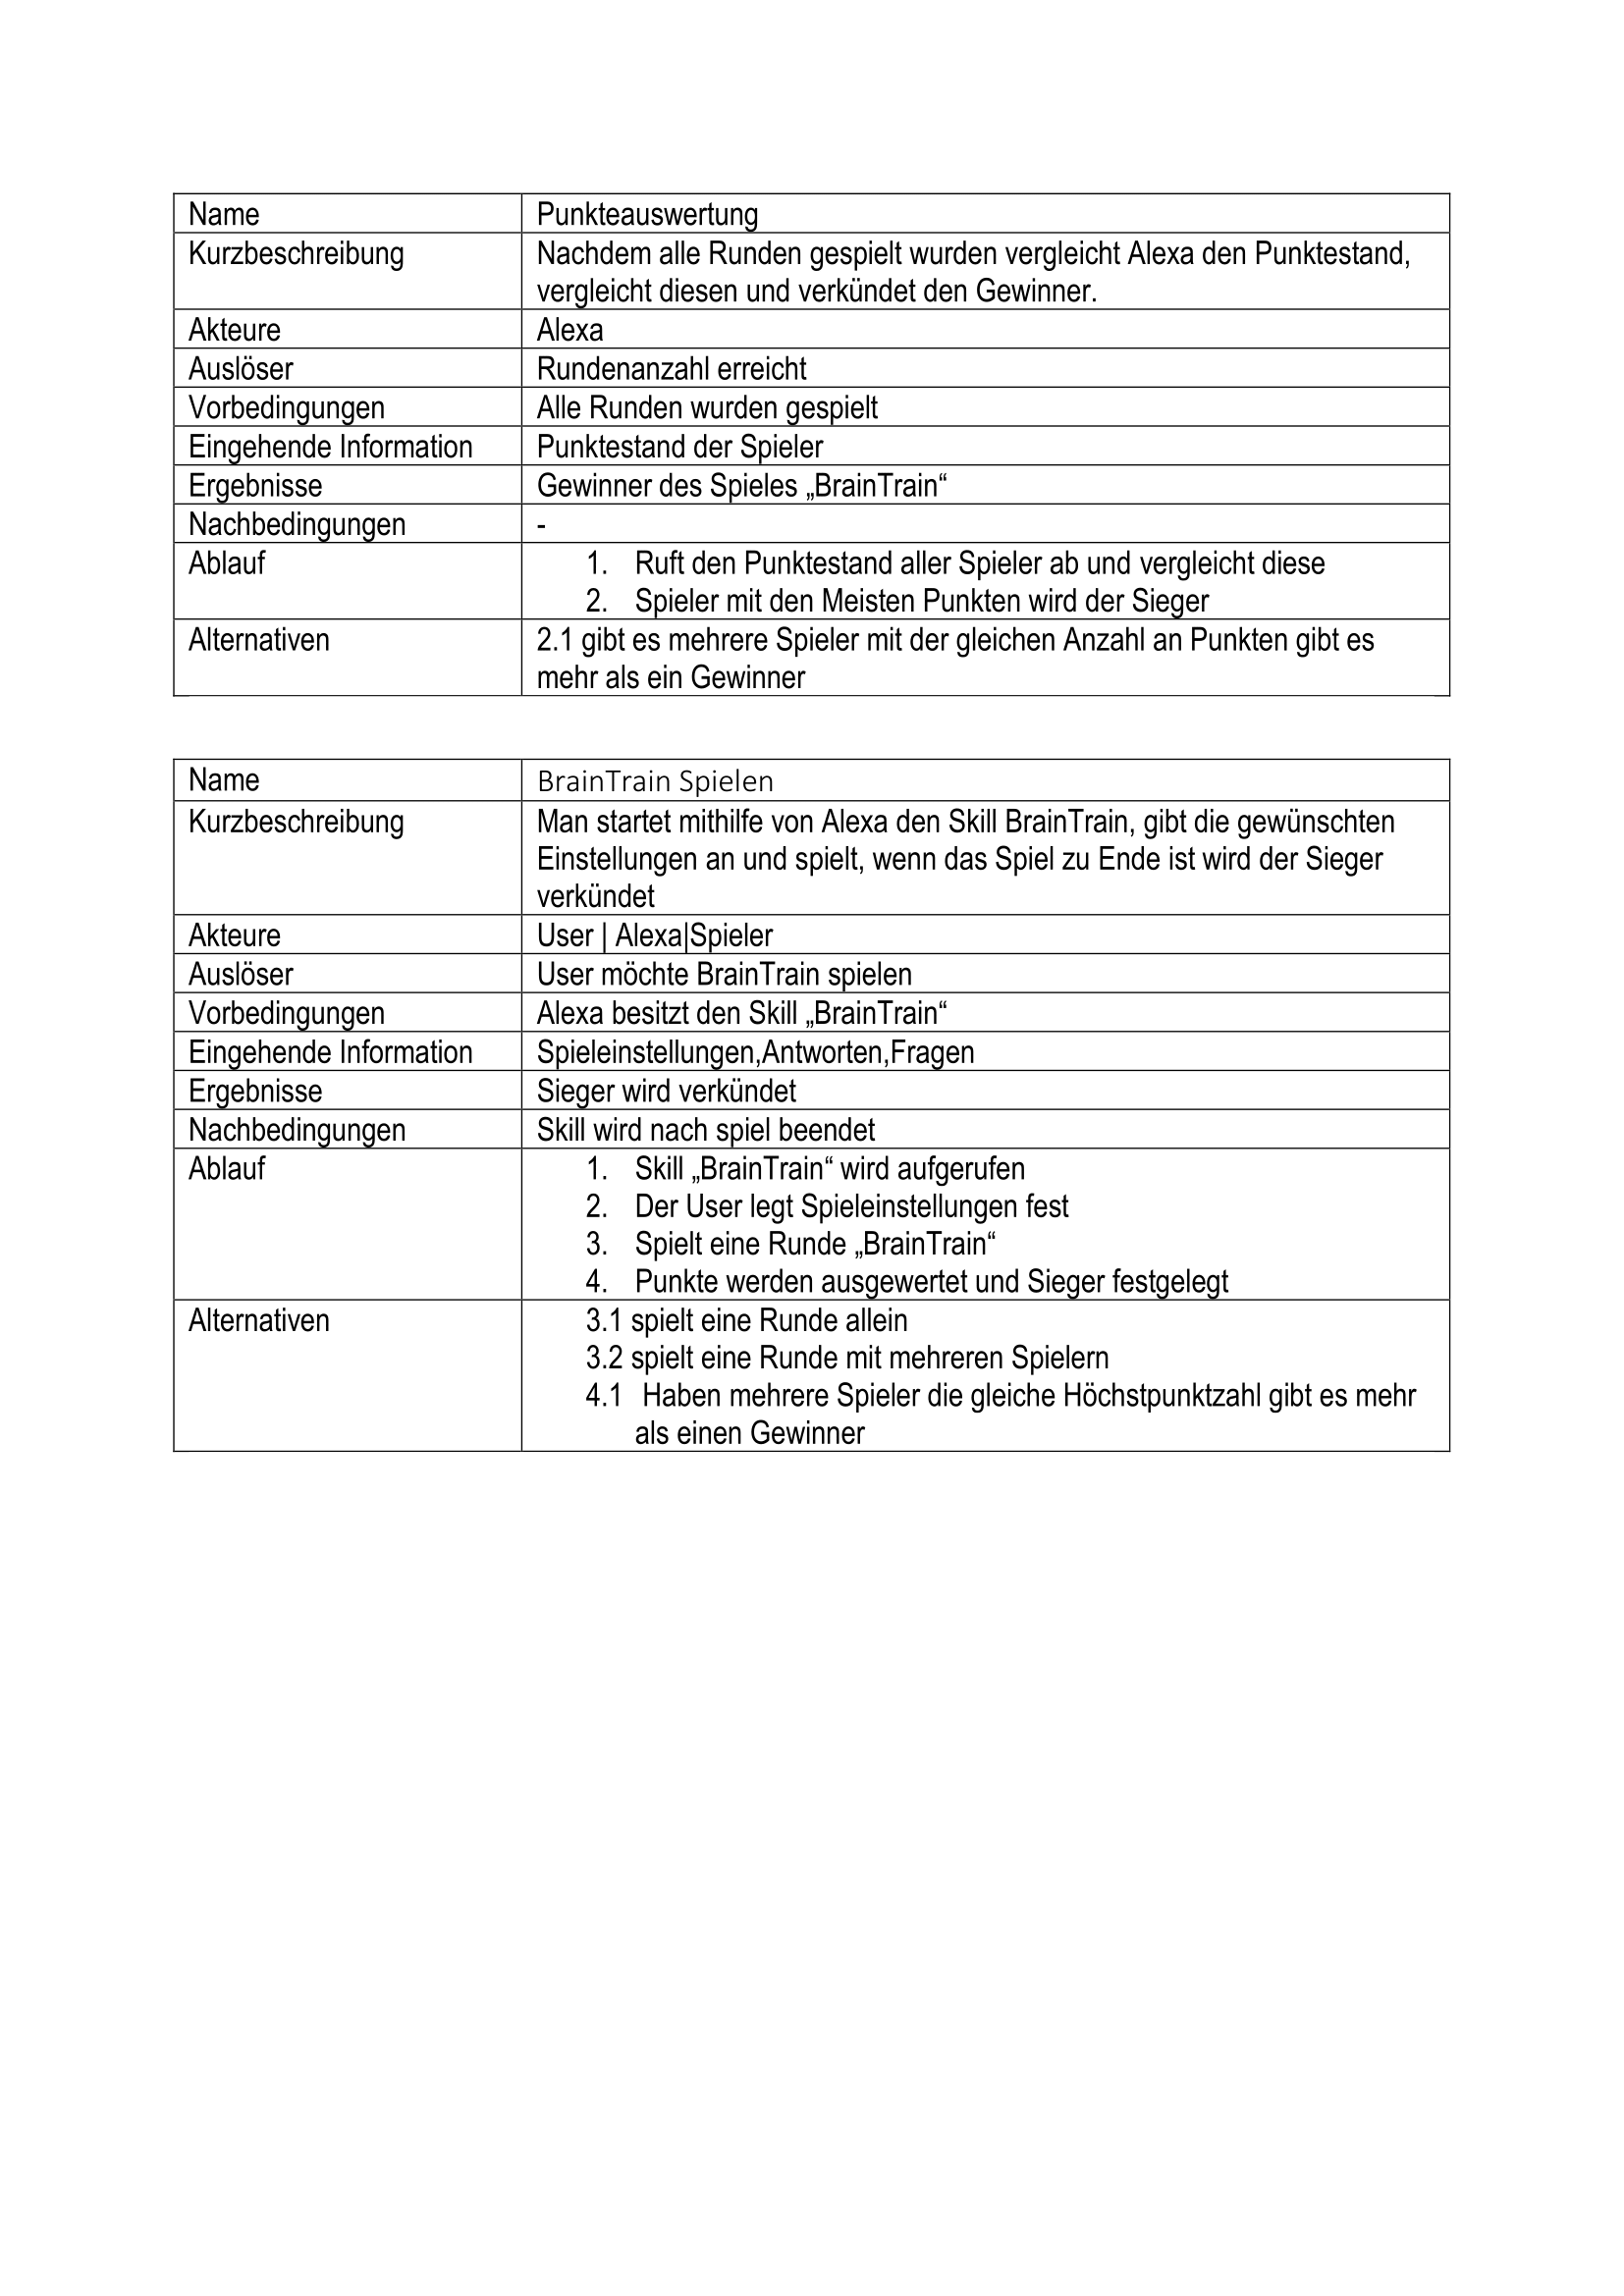 Name Punkteauswertung
Kurzbeschreibung Nachdem alle Runden gespielt wurden vergleicht Alexa den Punktestand,
vergleicht diesen und verkündet den Gewinner.
Akteure Alexa
Auslöser Rundenanzahl erreicht
Vorbedingungen Alle Runden wurden gespielt
Eingehende Information Punktestand der Spieler
Ergebnisse Gewinner des Spieles „BrainTrain“
Nachbedingungen -
Ablauf 1. Ruft den Punktestand aller Spieler ab und vergleicht diese
2. Spieler mit den Meisten Punkten wird der Sieger
Alternativen 2.1 gibt es mehrere Spieler mit der gleichen Anzahl an Punkten gibt es
mehr als ein Gewinner
Name BrainTrain Spielen
Kurzbeschreibung Man startet mithilfe von Alexa den Skill BrainTrain, gibt die gewünschten
Einstellungen an und spielt, wenn das Spiel zu Ende ist wird der Sieger
verkündet
Akteure User | Alexa|Spieler
Auslöser User möchte BrainTrain spielen
Vorbedingungen Alexa besitzt den Skill „BrainTrain“
Eingehende Information Spieleinstellungen,Antworten,Fragen
Ergebnisse Sieger wird verkündet
Nachbedingungen Skill wird nach spiel beendet
Ablauf 1. Skill „BrainTrain“ wird aufgerufen
2. Der User legt Spieleinstellungen fest
3. Spielt eine Runde „BrainTrain“
4. Punkte werden ausgewertet und Sieger festgelegt
Alternativen 3.1 spielt eine Runde allein
3.2 spielt eine Runde mit mehreren Spielern
4.1 Haben mehrere Spieler die gleiche Höchstpunktzahl gibt es mehr
als einen Gewinner